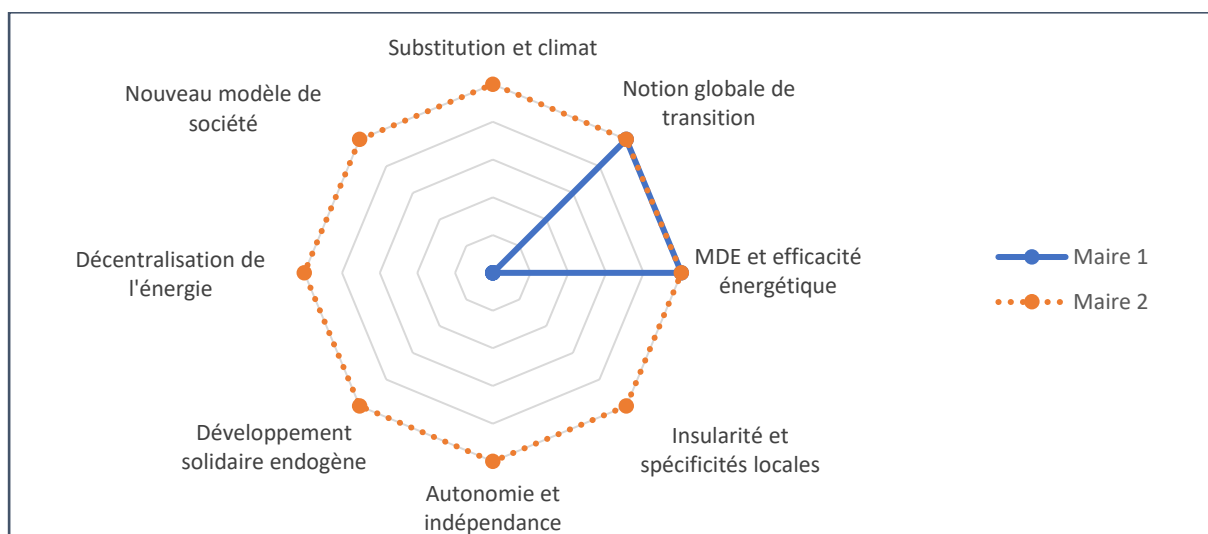 Substitution et climat
Notion globale de
transition
MDE et efficacité
énergétique
Insularité et
spécificités locales
Autonomie et
indépendance
Développement
solidaire endogène
Décentralisation de
l'énergie
Nouveau modèle de
société
Maire 1
Maire 2